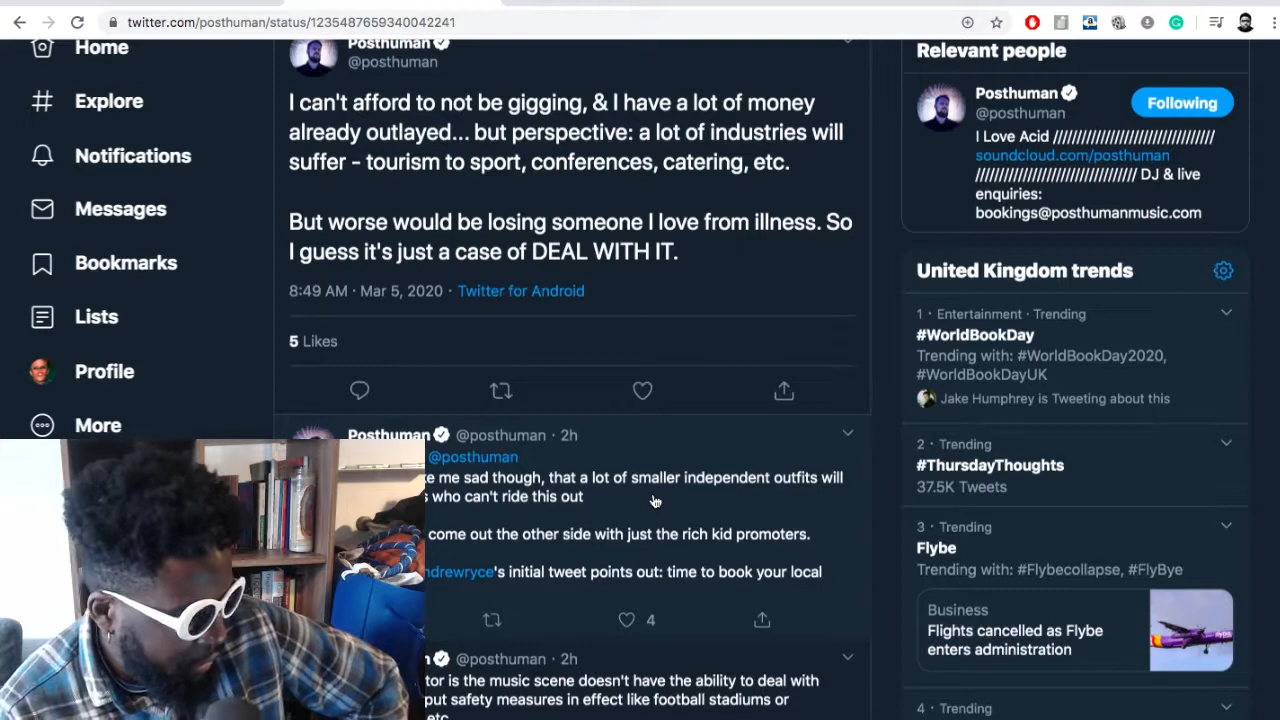 twitter.com/posthuman/status/1235487659340042241
Home
Explore
Notifications
Messages
Bookmarks
Lists
Profile
More
Posthuman
@posthuman
I can't afford to not be gigging, & I have a lot of money
already outlayed... but perspective: a lot of industries will
suffer - tourism to sport, conferences, catering, etc.
But worse would be losing someone I love from illness. So
I guess it's just a case of DEAL WITH IT.
8:49 AM · Mar 5, 2020 · Twitter for Android
5 Likes
Posthuman @posthuman · 2h
@posthuman
me sad though, that a lot of smaller independent outfits will
who can't ride this out
come out the other side with just the rich kid promoters.
ndrewryce's initial tweet points out: time to book your local
4
@posthuman · 2h
tor is the music scene doesn't have the ability to deal with
put safety measures in effect like football stadiums or
etc
Relevant people
Posthuman
@posthuman
Following
I Love Acid /////////////////////////////////
soundcloud.com/posthuman
///////////////////////////////// DJ & live
enquiries:
bookings@posthumanmusic.com
United Kingdom trends
1 · Entertainment · Trending
#WorldBookDay
Trending with: #WorldBookDay2020,
#WorldBookDayUK
Jake Humphrey is Tweeting about this
2 · Trending
#ThursdayThoughts
37.5K Tweets
3 · Trending
Flybe
Trending with: #Flybecollapse, #FlyBye
Business
Flights cancelled as Flybe
enters administration
4 · Trending